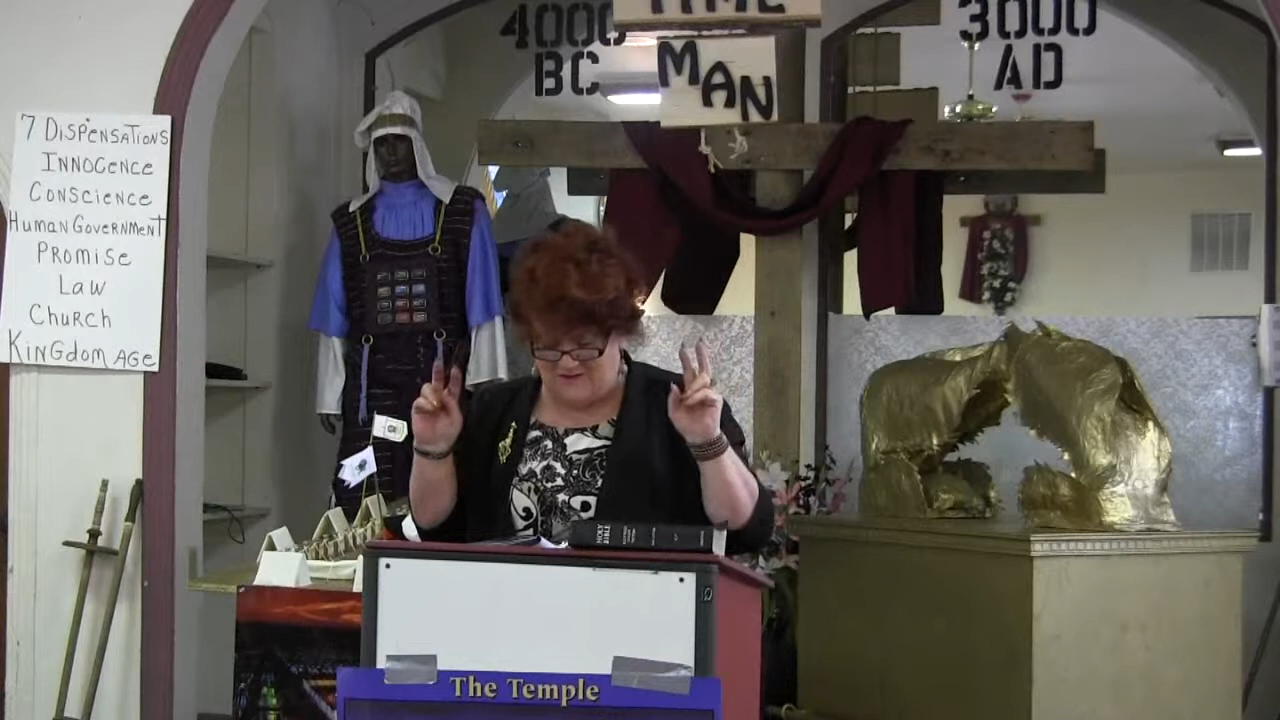 4000
BC
TIME
MAN
3000
AD
7 DISPENSATIONS
INNOCENCE
CONSCIENCE
HUMAN GOVERNMENT
PROMISE
LAW
CHURCH
KINGDOM AGE
HOLY
BIBLE
The Temple